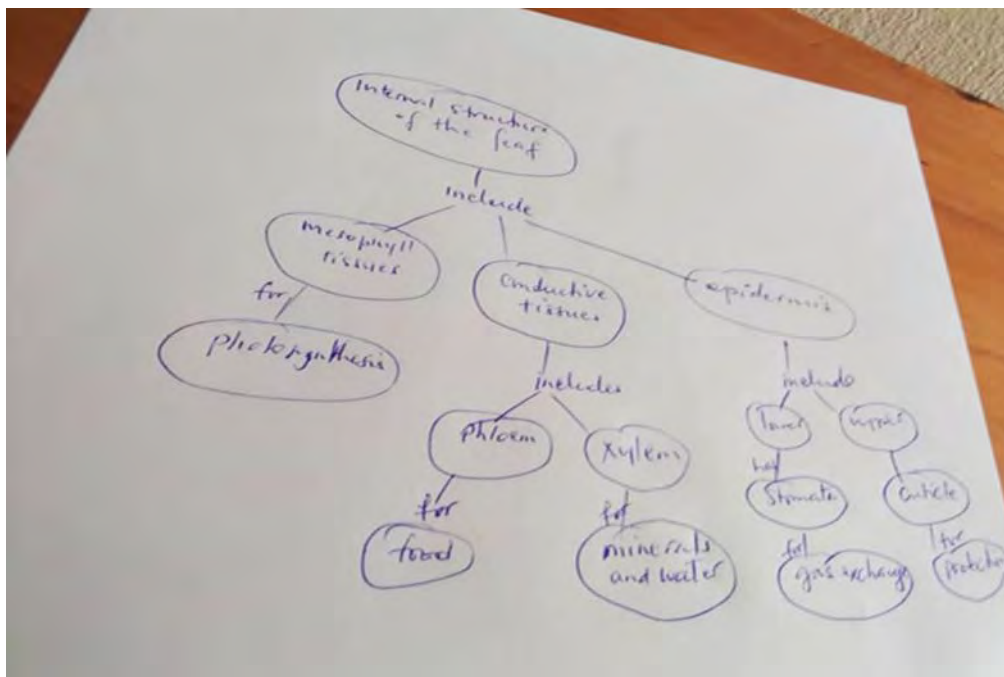 Internal structure
of the leaf
include
mesophyll
tissues
conductive
tissues
epidermis
for
photosynthesis
includes
include
phloem
xylem
lower
upper
for
for
has
stomata
cuticle
food
minerals
and water
for
gas exchange
for
protection